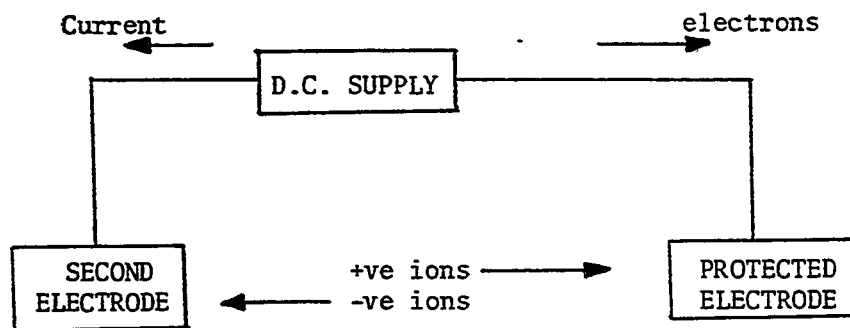 Current
electrons
D.C. SUPPLY
SECOND
ELECTRODE
+ve ions
-ve ions
PROTECTED
ELECTRODE